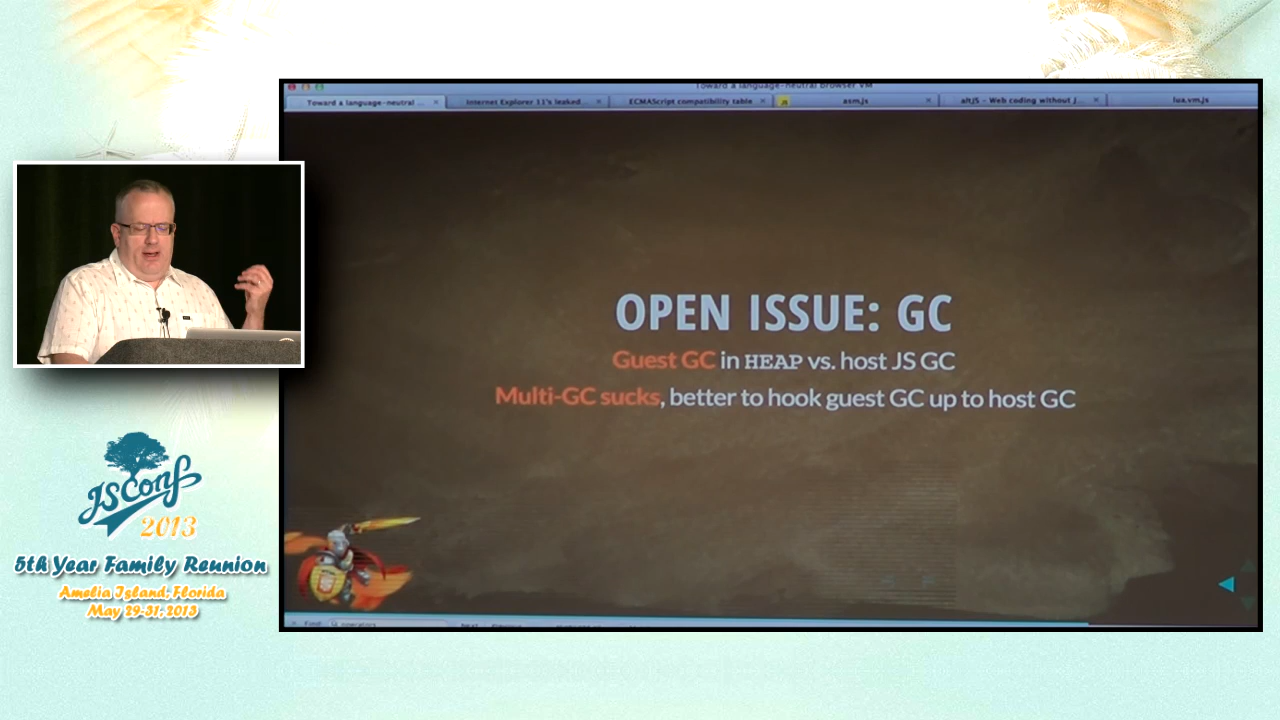 Toward a language-neutral browser VM
Toward a language-neutral ...
Internet Explorer 11's leaked...
ECMAScript compatibility table
asm.js
altJS - Web coding without J...
lua.vm.js
OPEN ISSUE: GC
Guest GC in HEAP vs. host JS GC
Multi-GC sucks, better to hook guest GC up to host GC
JSConf
2013
5th Year Family Reunion
Amelia Island, Florida
May 29-31, 2013
Find:
operators